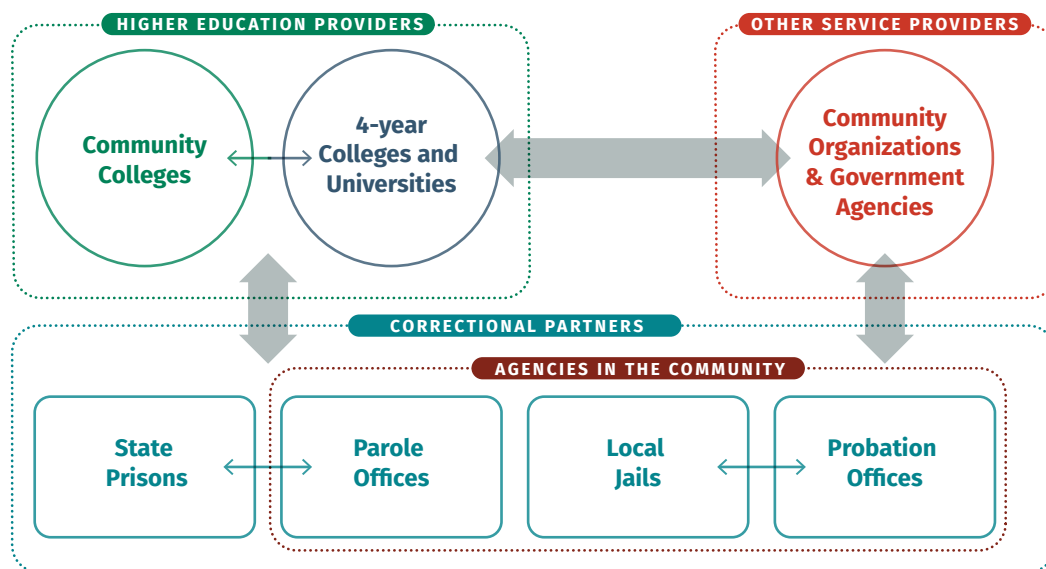 HIGHER EDUCATION PROVIDERS
OTHER SERVICE PROVIDERS
Community
Colleges
4-year
Colleges and
Universities
Community
Organizations
& Government
Agencies
CORRECTIONAL PARTNERS
AGENCIES IN THE COMMUNITY
State
Prisons
Parole
Offices
Local
Jails
Probation
Offices